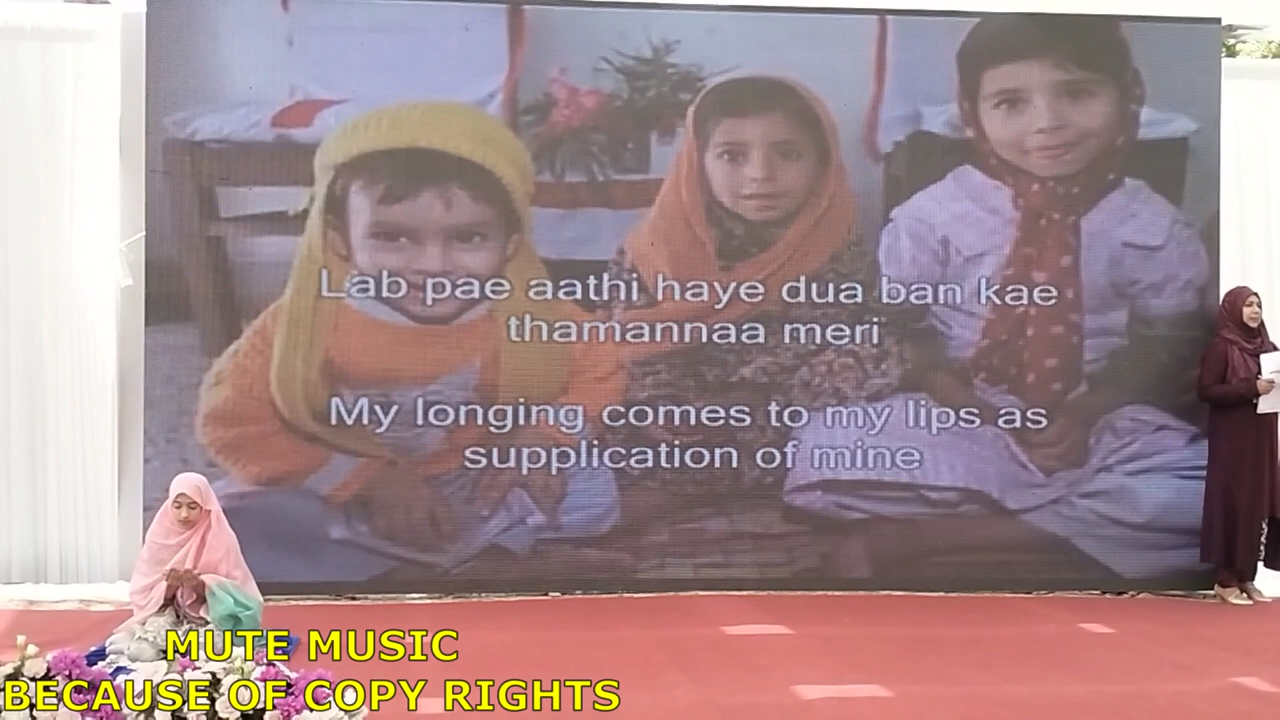 Lab pae aathi haye dua ban kae
thamannaa meri
My longing comes to my lips as
supplication of mine
MUTE MUSIC
BECAUSE OF COPY RIGHTS